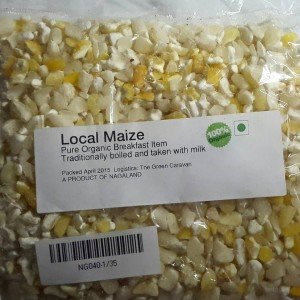 Local Maize
Pure Organic Breakfast Item
Traditionally boiled and taken with milk
100%
Packed April 2015 Logistics: The Green Caravan
A PRODUCT OF NAGALAND
NG040-1/35